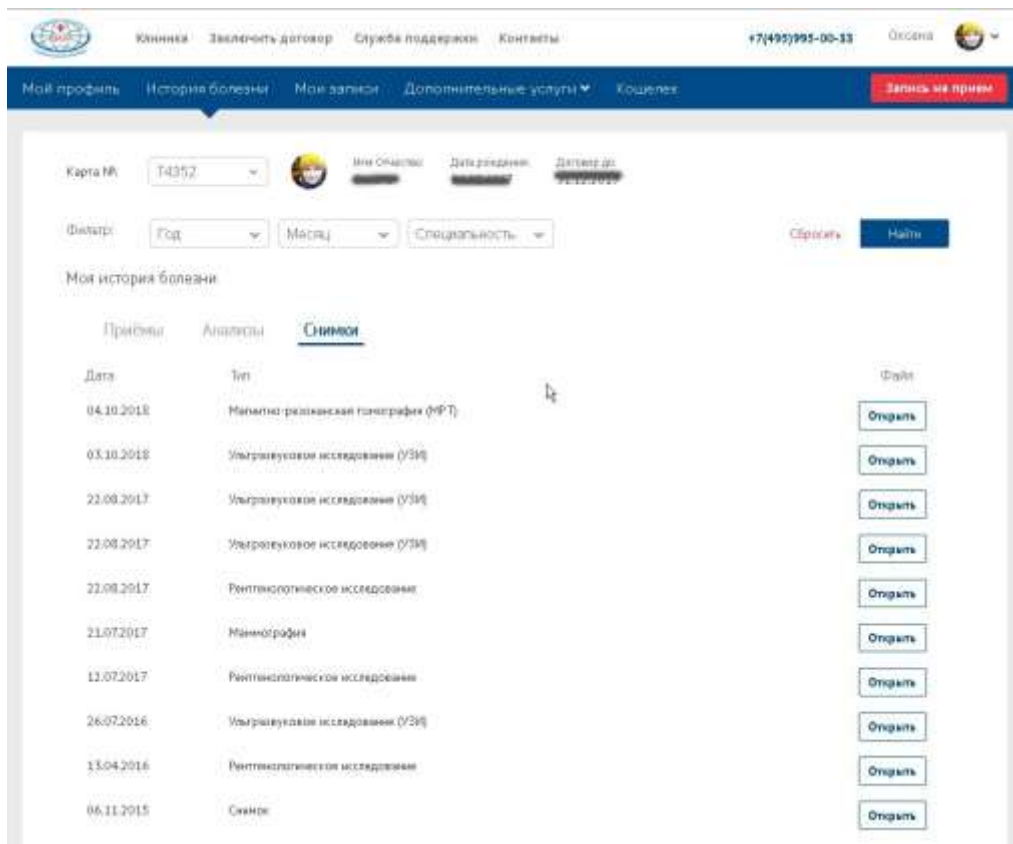 Клиника Заключить договор Служба поддержки Контакты +7(495)995-00-33 Оксана
Мой профиль История болезни Мои записи Дополнительные услуги Кошелек Запись на прием
Карта №: T4352 Имя Отчество: Дата рождения: Договор до:
Фильтр: Год Месяц Специальность Сбросить Найти
Моя история болезни
Приёмы Анализы Снимки
Дата Тип Файл
04.10.2018 Магнитно-резонансная томография (МРТ) Открыть
03.10.2018 Ультразвуковое исследование (УЗИ) Открыть
22.08.2017 Ультразвуковое исследование (УЗИ) Открыть
22.08.2017 Ультразвуковое исследование (УЗИ) Открыть
22.08.2017 Рентгенологическое исследование Открыть
21.07.2017 Маммография Открыть
12.07.2017 Рентгенологическое исследование Открыть
26.07.2016 Ультразвуковое исследование (УЗИ) Открыть
13.04.2016 Рентгенологическое исследование Открыть
06.11.2015 Снимок Открыть